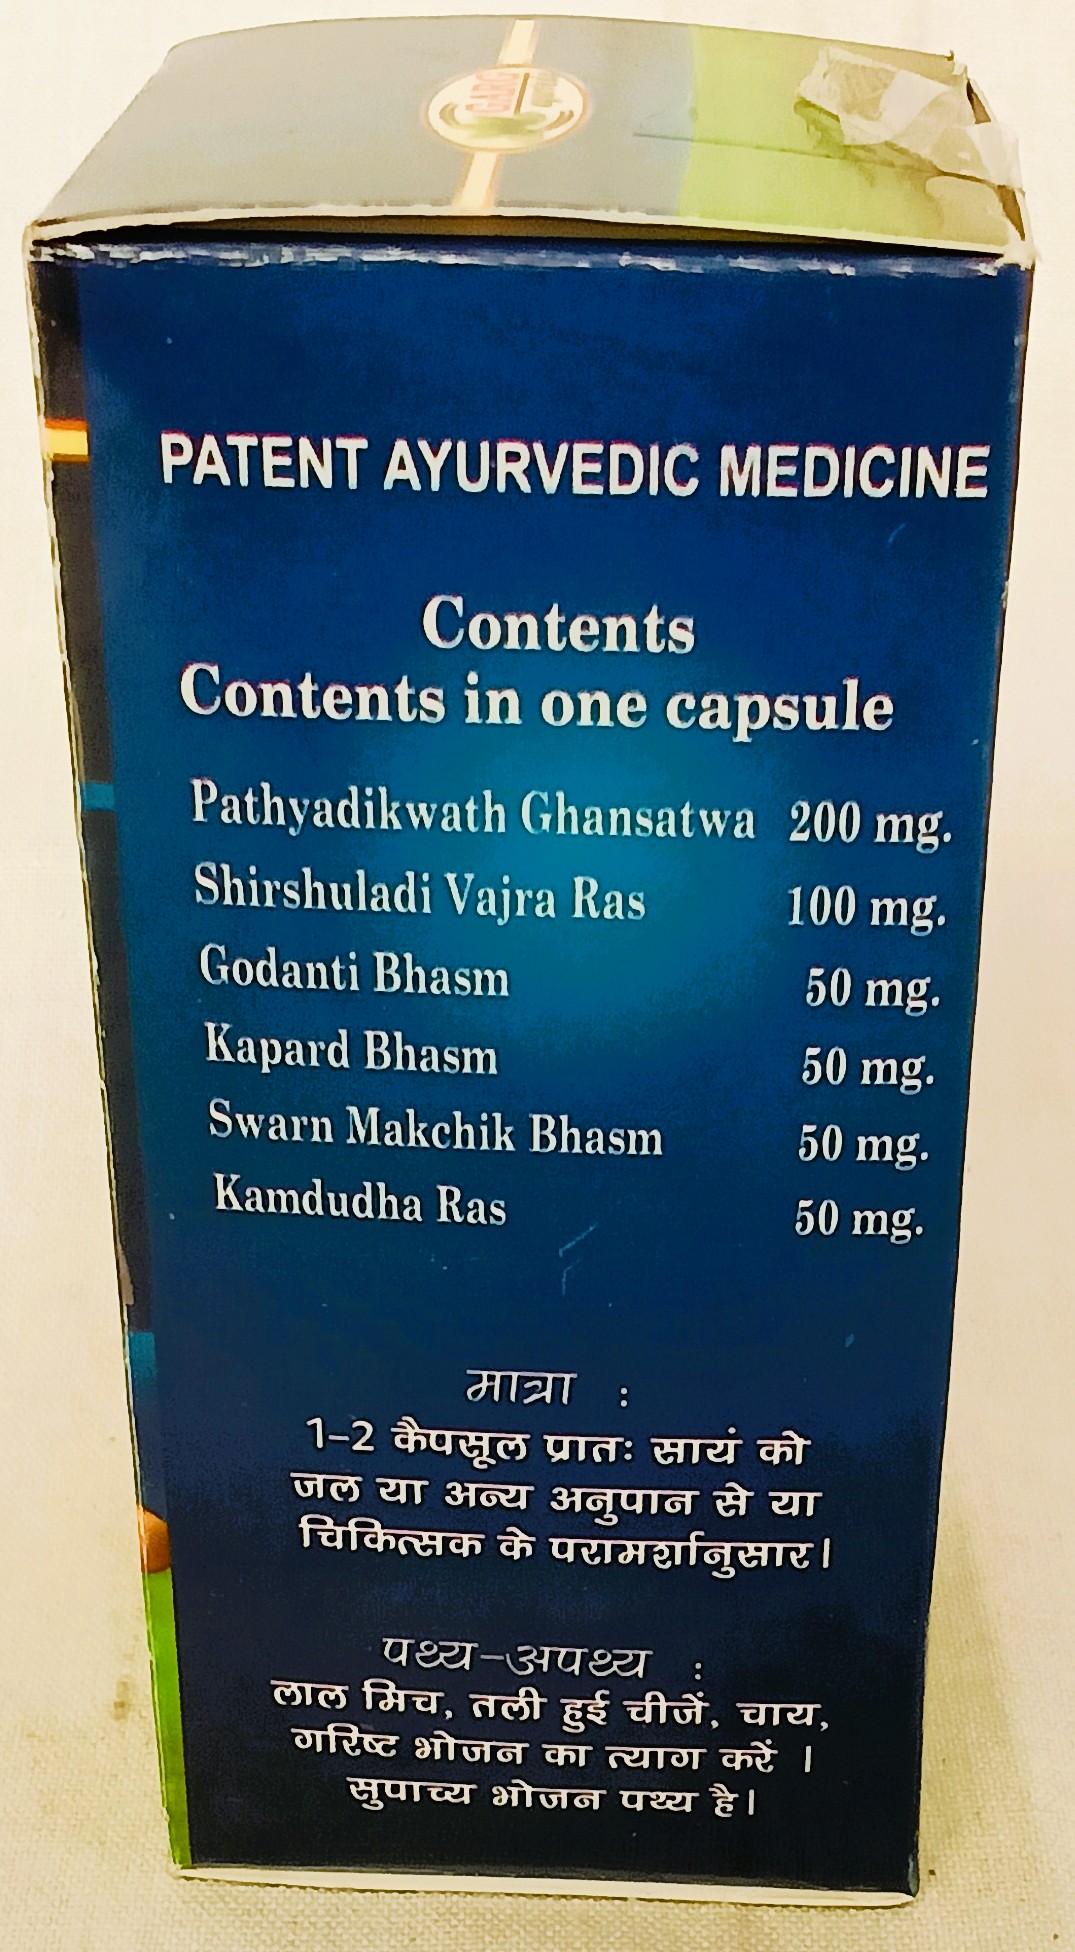 GARG
PATENT AYURVEDIC MEDICINE
Contents
Contents in one capsule
Pathyadikwath Ghansatwa 200 mg.
Shirshuladi Vajra Ras 100 mg.
Godanti Bhasm 50 mg.
Kapard Bhasm 50 mg.
Swarn Makchik Bhasm 50 mg.
Kamdudha Ras 50 mg.
मात्रा :
1-2 कैपसूल प्रातः सायं को
जल या अन्य अनुपान से या
चिकित्सक के परामर्शानुसार।
पथ्य-अपथ्य :
लाल मिच, तली हुई चीजें, चाय,
गरिष्ट भोजन का त्याग करें ।
सुपाच्य भोजन पथ्य है।